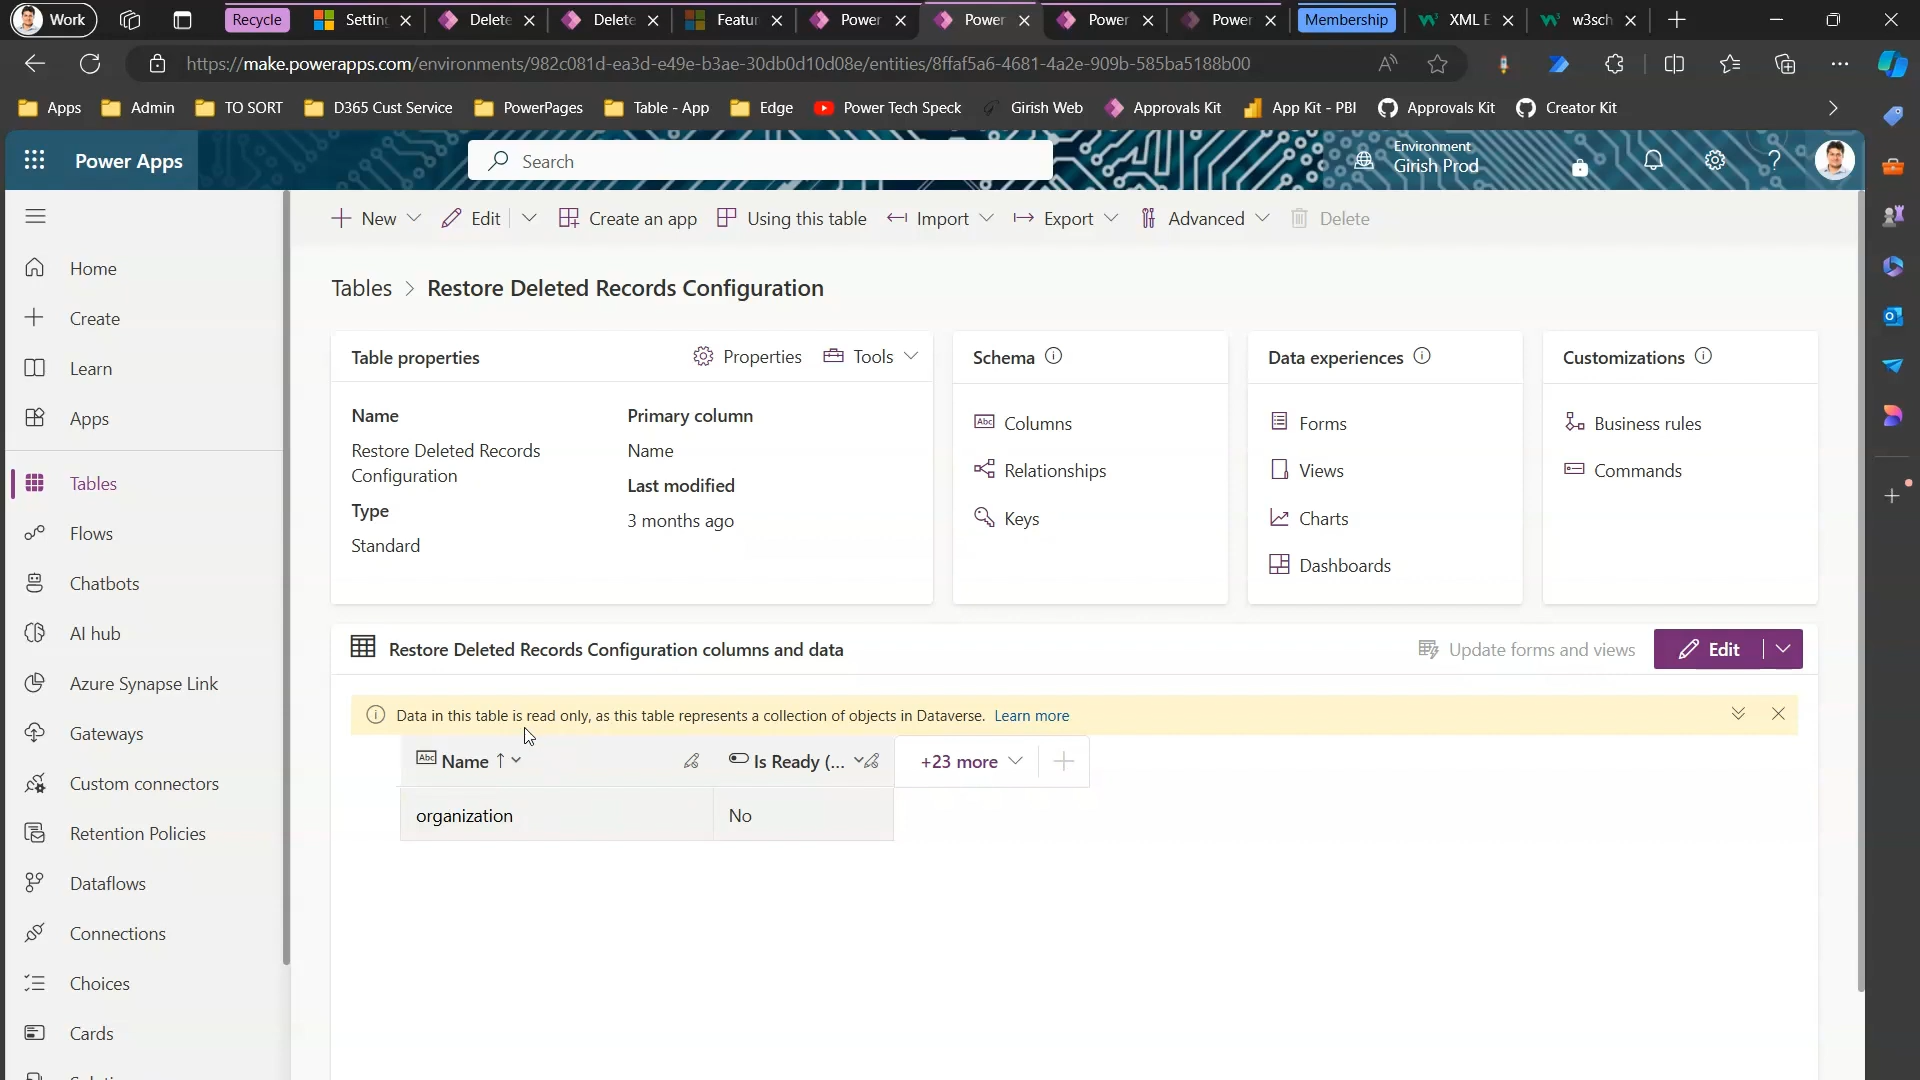 Work
Recycle
Settin
Delete
Delete
Featur
Power
Power
Power
Power
Membership
XML E
w3sch
https://make.powerapps.com/environments/982c081d-ea3d-e49e-b3ae-30db0d10d08e/entities/8ffaf5a6-4681-4a2e-909b-585ba5188b00
Apps
Admin
TO SORT
D365 Cust Service
PowerPages
Table - App
Edge
Power Tech Speck
Girish Web
Approvals Kit
App Kit - PBI
Approvals Kit
Creator Kit
Power Apps
Search
Environment
Girish Prod
New
Edit
Create an app
Using this table
Import
Export
Advanced
Delete
Home
Create
Learn
Apps
Tables
Flows
Chatbots
AI hub
Azure Synapse Link
Gateways
Custom connectors
Retention Policies
Dataflows
Connections
Choices
Cards
Tables > Restore Deleted Records Configuration
Table properties
Properties
Tools
Name
Restore Deleted Records
Configuration
Type
Standard
Primary column
Name
Last modified
3 months ago
Schema
Columns
Relationships
Keys
Data experiences
Forms
Views
Charts
Dashboards
Customizations
Business rules
Commands
Restore Deleted Records Configuration columns and data
Update forms and views
Edit
Data in this table is read only, as this table represents a collection of objects in Dataverse. Learn more
Abc Name ↑
Is Ready (...
+23 more
organization
No